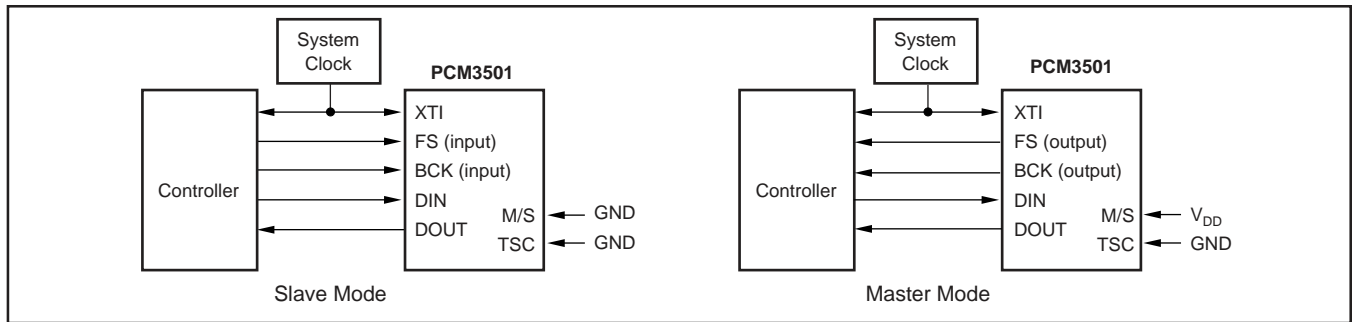 System
Clock
PCM3501
Controller
XTI
FS (input)
BCK (input)
DIN
DOUT
M/S
TSC
GND
GND
Slave Mode
System
Clock
PCM3501
Controller
XTI
FS (output)
BCK (output)
DIN
DOUT
M/S
TSC
VDD
GND
Master Mode